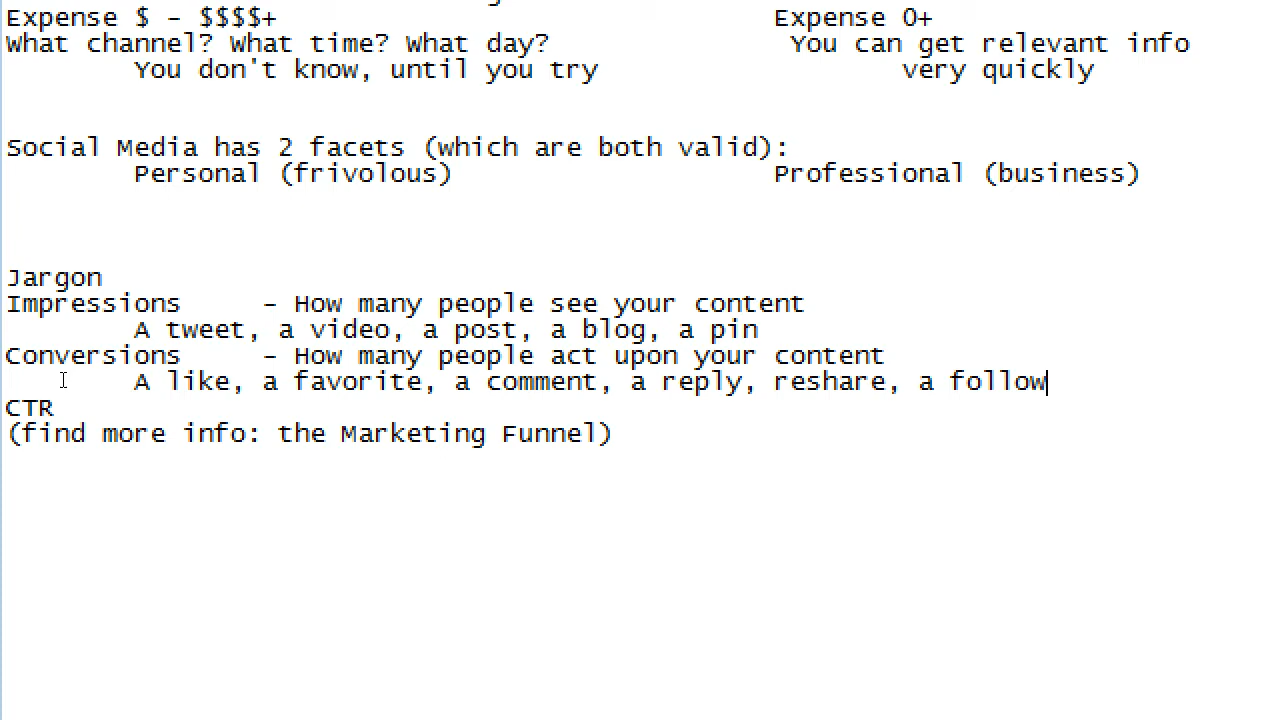 Expense $ - $$$$+ Expense 0+
What channel? What time? What day? You can get relevant info
You don't know, until you try very quickly
Social Media has 2 facets (which are both valid):
Personal (frivolous) Professional (business)
Jargon
Impressions - How many people see your content
A tweet, a video, a post, a blog, a pin
Conversions - How many people act upon your content
A like, a favorite, a comment, a reply, reshare, a follow
CTR
(find more info: the Marketing Funnel)